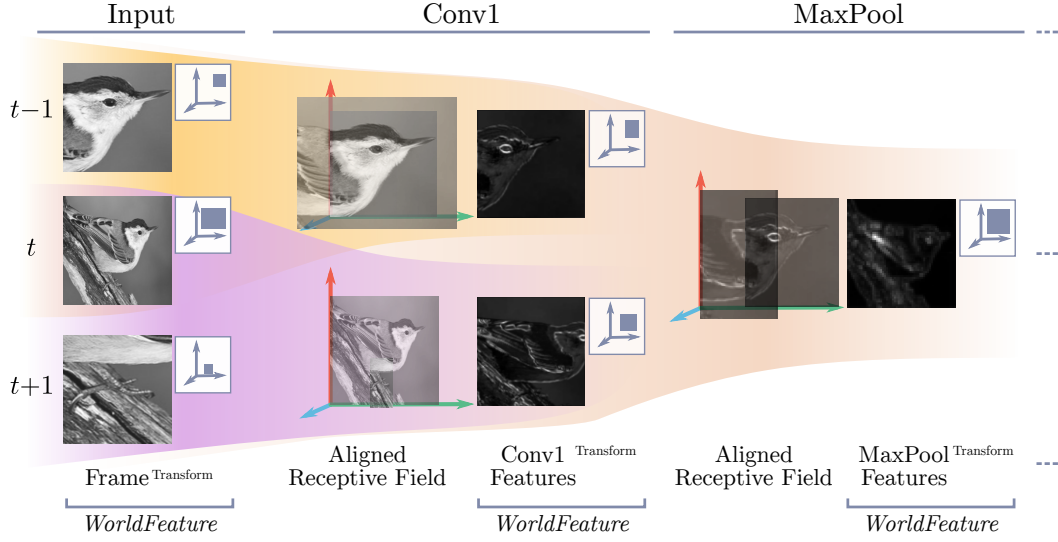 Input Conv1 MaxPool
t−1
t
t+1
Frame Transform
Aligned
Receptive Field
Conv1 Transform
Features
Aligned
Receptive Field
MaxPool Transform
Features
WorldFeature
WorldFeature
WorldFeature